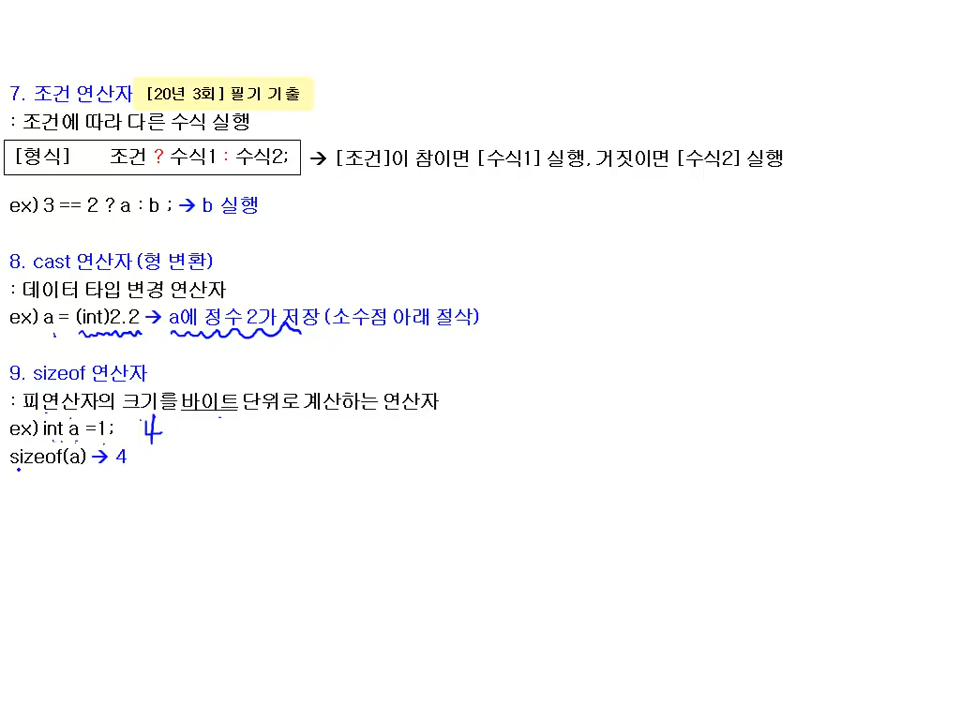 7. 조건 연산자 [20년 3회] 필기 기출
: 조건에 따라 다른 수식 실행
[형식] 조건 ? 수식1 : 수식2; → [조건]이 참이면 [수식1] 실행, 거짓이면 [수식2] 실행
ex) 3 == 2 ? a : b ; → b 실행
8. cast 연산자 (형 변환)
: 데이터 타입 변경 연산자
ex) a = (int)2.2 → a에 정수 2가 저장 (소수점 아래 절삭)
9. sizeof 연산자
: 피연산자의 크기를 바이트 단위로 계산하는 연산자
ex) int a =1; 4
sizeof(a) → 4